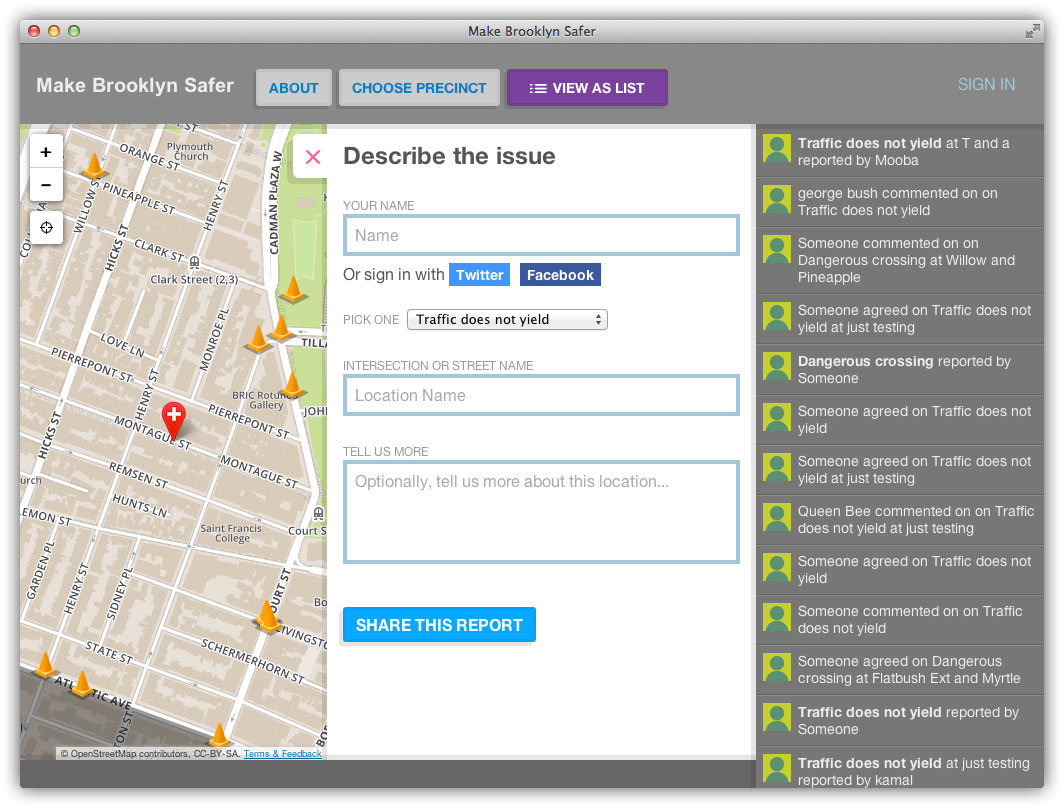 Make Brooklyn Safer
Make Brooklyn Safer
ABOUT
CHOOSE PRECINCT
VIEW AS LIST
SIGN IN
+
−
Plymouth
Church
ORANGE ST
WILLOW S
PINEAPPLE ST
HENRY ST
HICKS ST
CADMAN PLAZA W
CLARK ST
Clark Street (2,3)
MONROE PL
LOVE LN
TILLA
PIERREPONT ST
HENRY ST
BRIC Rotun
Gallery
PIERREPONT ST
JOH
MONTAGUE ST
HICKS ST
MONTAGUE ST
REMSEN ST
urch
HUNTS LN
EMON ST
Saint Francis
College
Court S
GARDEN PL
HENRY ST
SIDNEY PL
COURT ST
Bo
LIVINGSTON
SCHERMERHORN ST
STATE ST
ATLANTIC AVE
TON ST
© OpenStreetMap contributors, CC-BY-SA. Terms & Feedback
×
Describe the issue
YOUR NAME
Name
Or sign in with Twitter Facebook
PICK ONE Traffic does not yield
INTERSECTION OR STREET NAME
Location Name
TELL US MORE
Optionally, tell us more about this location...
SHARE THIS REPORT
Traffic does not yield at T and a
reported by Mooba
george bush commented on on
Traffic does not yield
Someone commented on on
Dangerous crossing at Willow and
Pineapple
Someone agreed on Traffic does not
yield at just testing
Dangerous crossing reported by
Someone
Someone agreed on Traffic does not
yield
Someone agreed on Traffic does not
yield at just testing
Queen Bee commented on on Traffic
does not yield at just testing
Someone agreed on Traffic does not
yield
Someone commented on on Traffic
does not yield
Someone agreed on Dangerous
crossing at Flatbush Ext and Myrtle
Traffic does not yield reported by
Someone
Traffic does not yield at just testing
reported by kamal